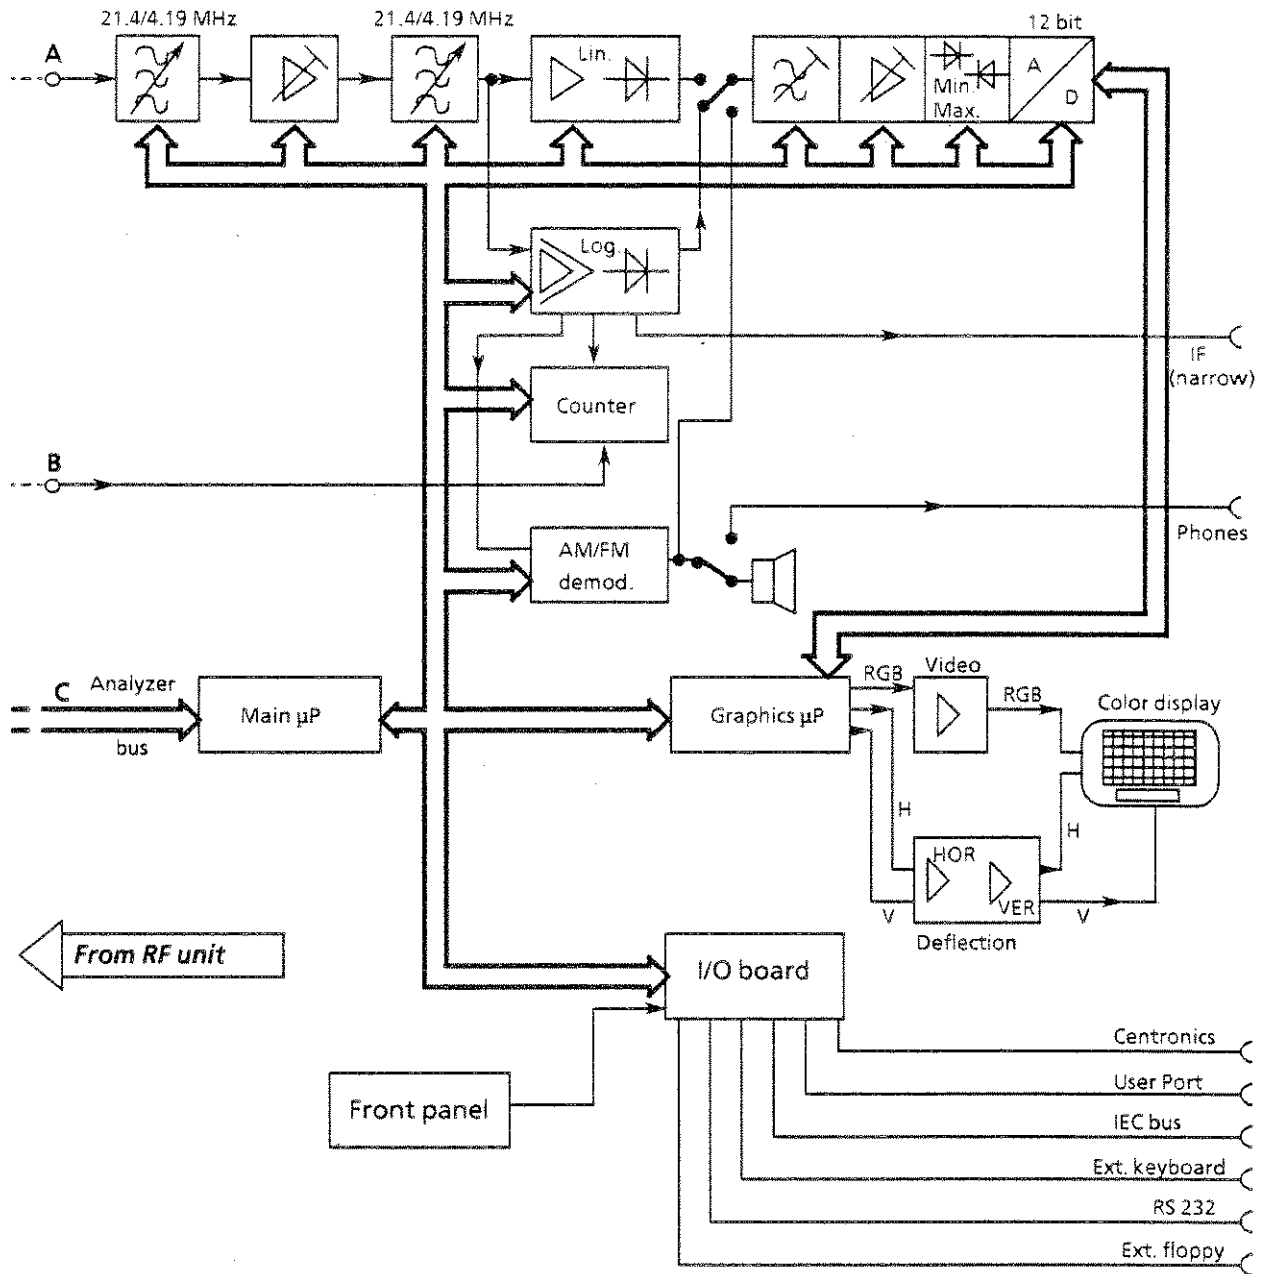 21.4/4.19 MHz
21.4/4.19 MHz
12 bit
A
Lin.
A
D
Min.
Max.
Log.
IF
(narrow)
Counter
B
AM/FM
demod.
Phones
C
Analyzer
bus
Main µP
Graphics µP
RGB
Video
RGB
Color display
H
H
HOR
VER
V
V
Deflection
From RF unit
I/O board
Front panel
Centronics
User Port
IEC bus
Ext. keyboard
RS 232
Ext. floppy